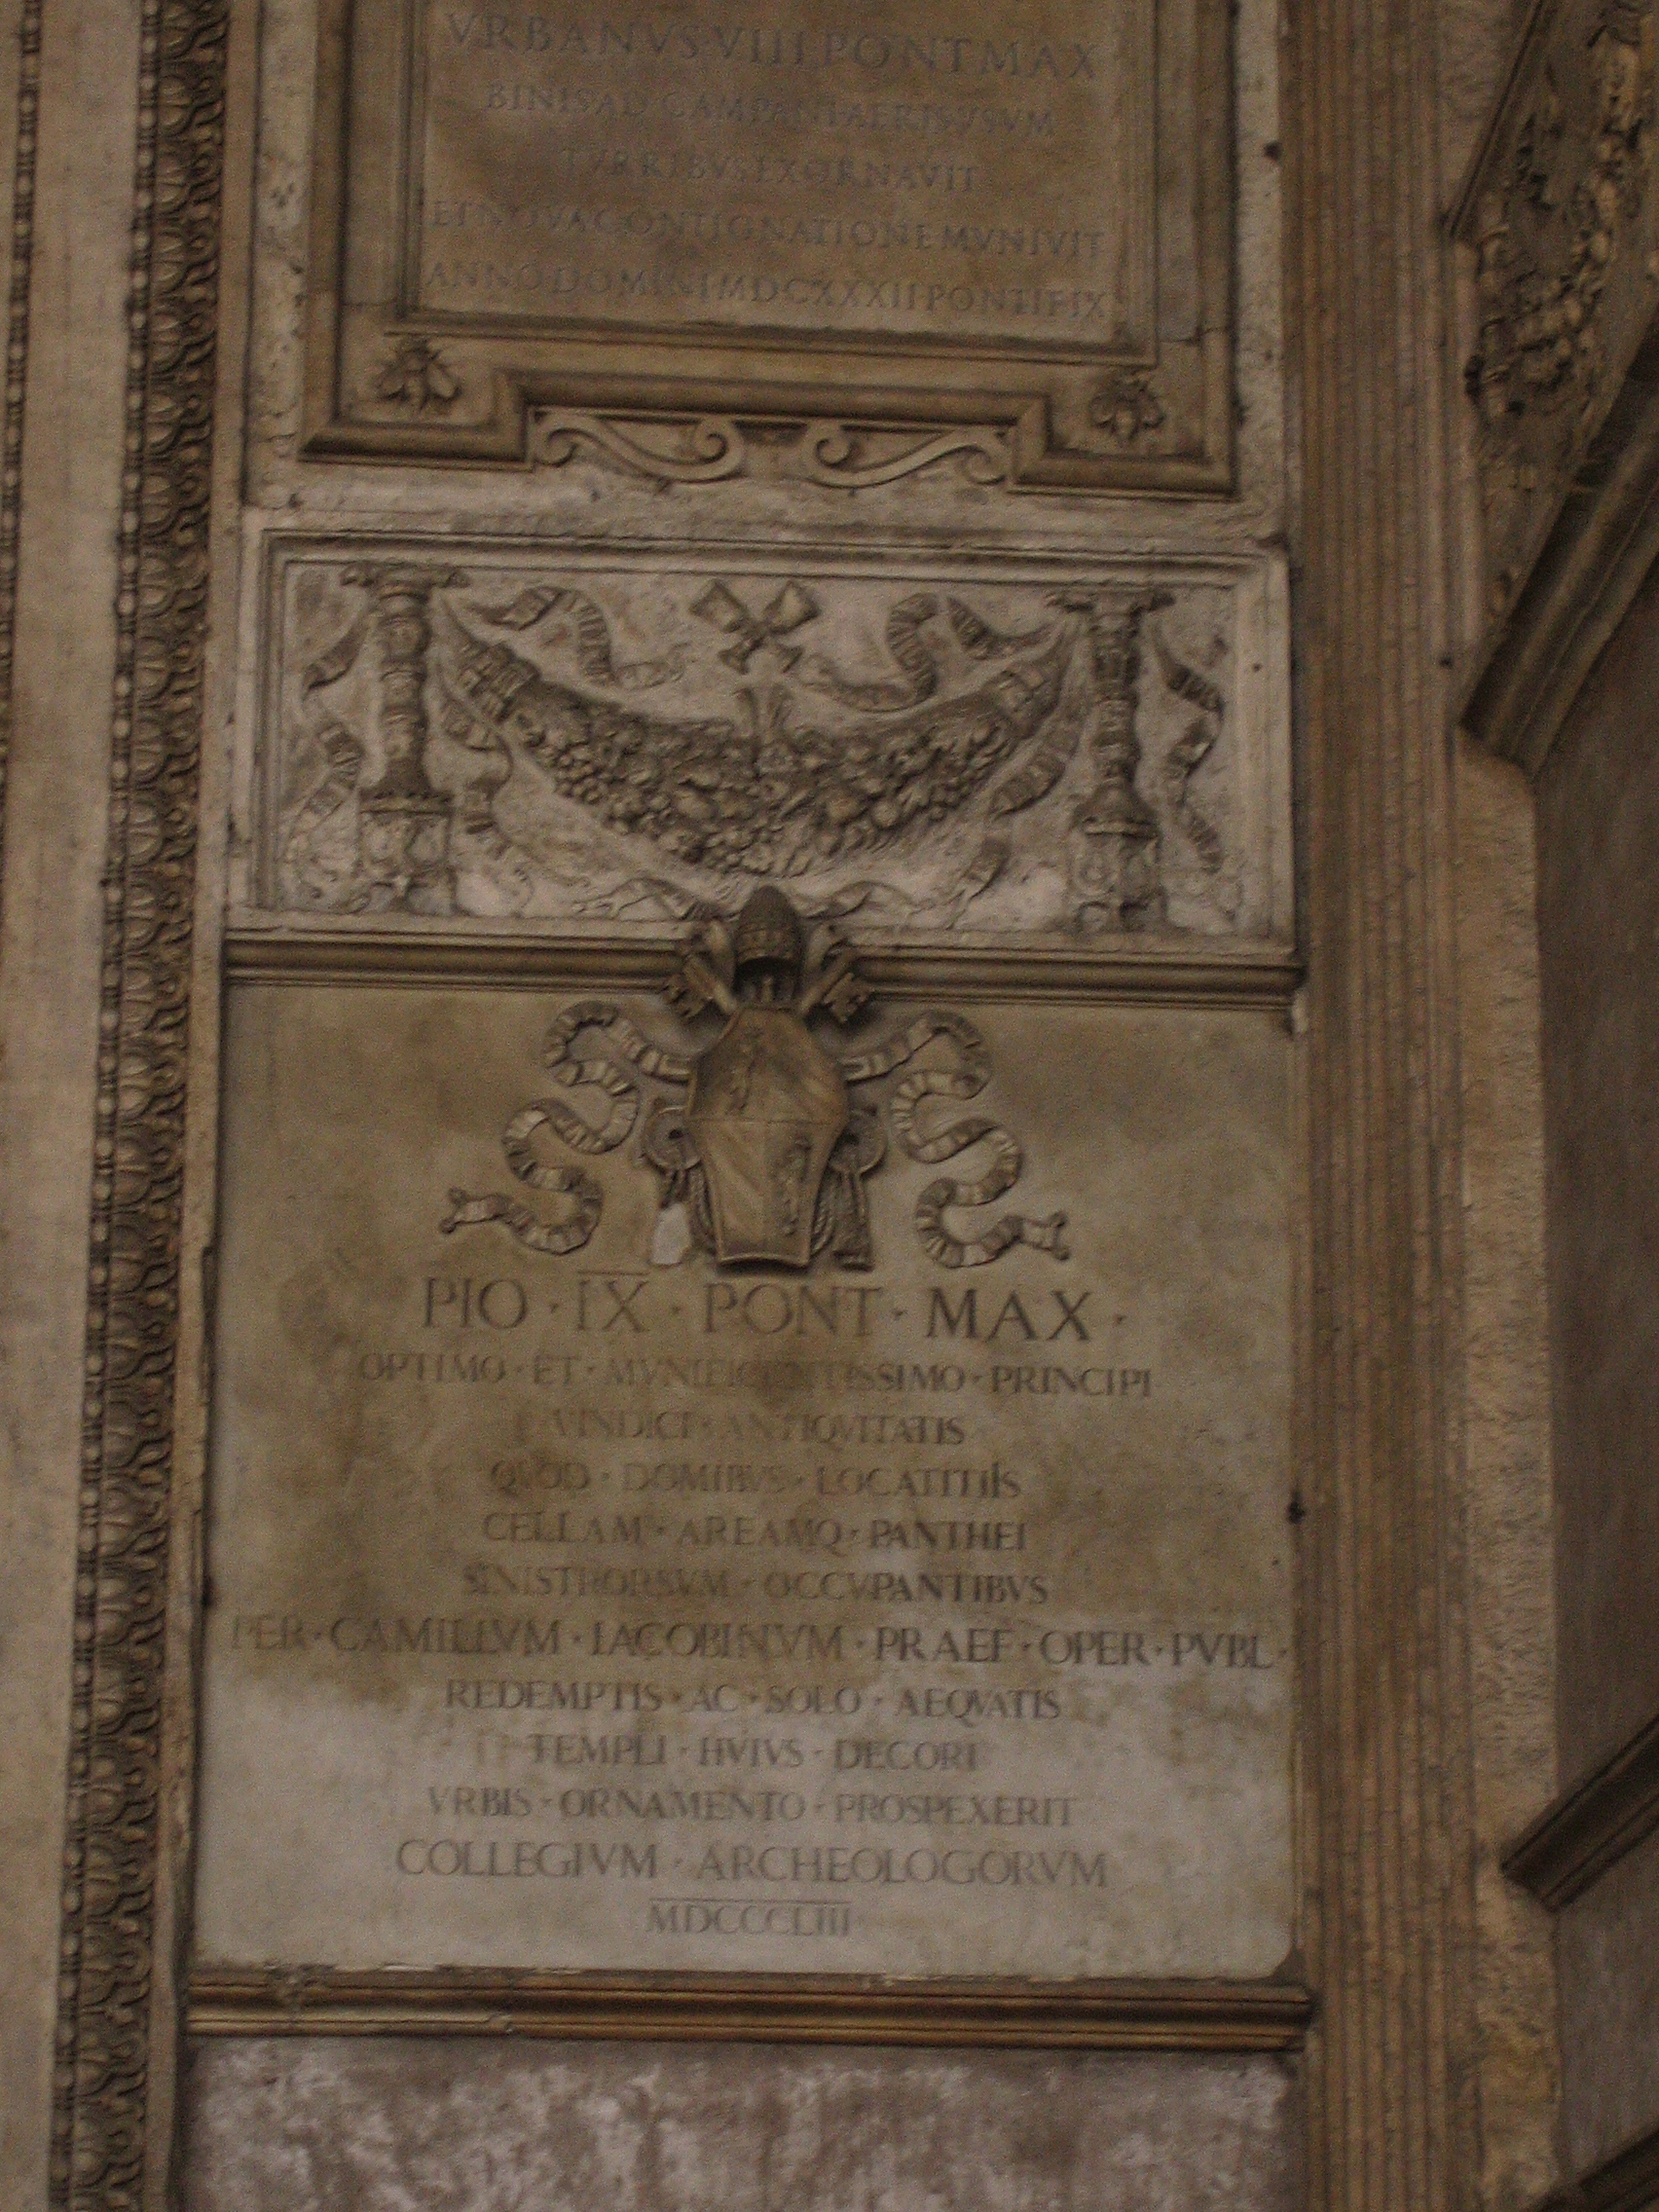 VRBANVS·VIII PONT MAX
BINIS AD CAMPANI AERIS VSVM
TVRRIBVS EXORNAVIT
ET NOVA CONTIGNATIONE MVNIVIT
ANNO DOMINI MDCXXXII PONTIF IX
PIO · IX · PONT · MAX ·
OPTIMO · ET · MVNIFICENTISSIMO · PRINCIPI
VINDICI · ANTIQVITATIS
QVOD · DOMIBVS · LOCATITIIS
CELLAM · AREAMQ · PANTHEI
SINISTRORSVM · OCCVPANTIBVS
PER · CAMILLVM · IACOBINVM · PRAEF · OPER · PVBL ·
REDEMPTIS · AC · SOLO · AEQVATIS
TEMPLI · HVIVS · DECORI
VRBIS · ORNAMENTO · PROSPEXERIT
COLLEGIVM · ARCHEOLOGORVM
MDCCCLIII